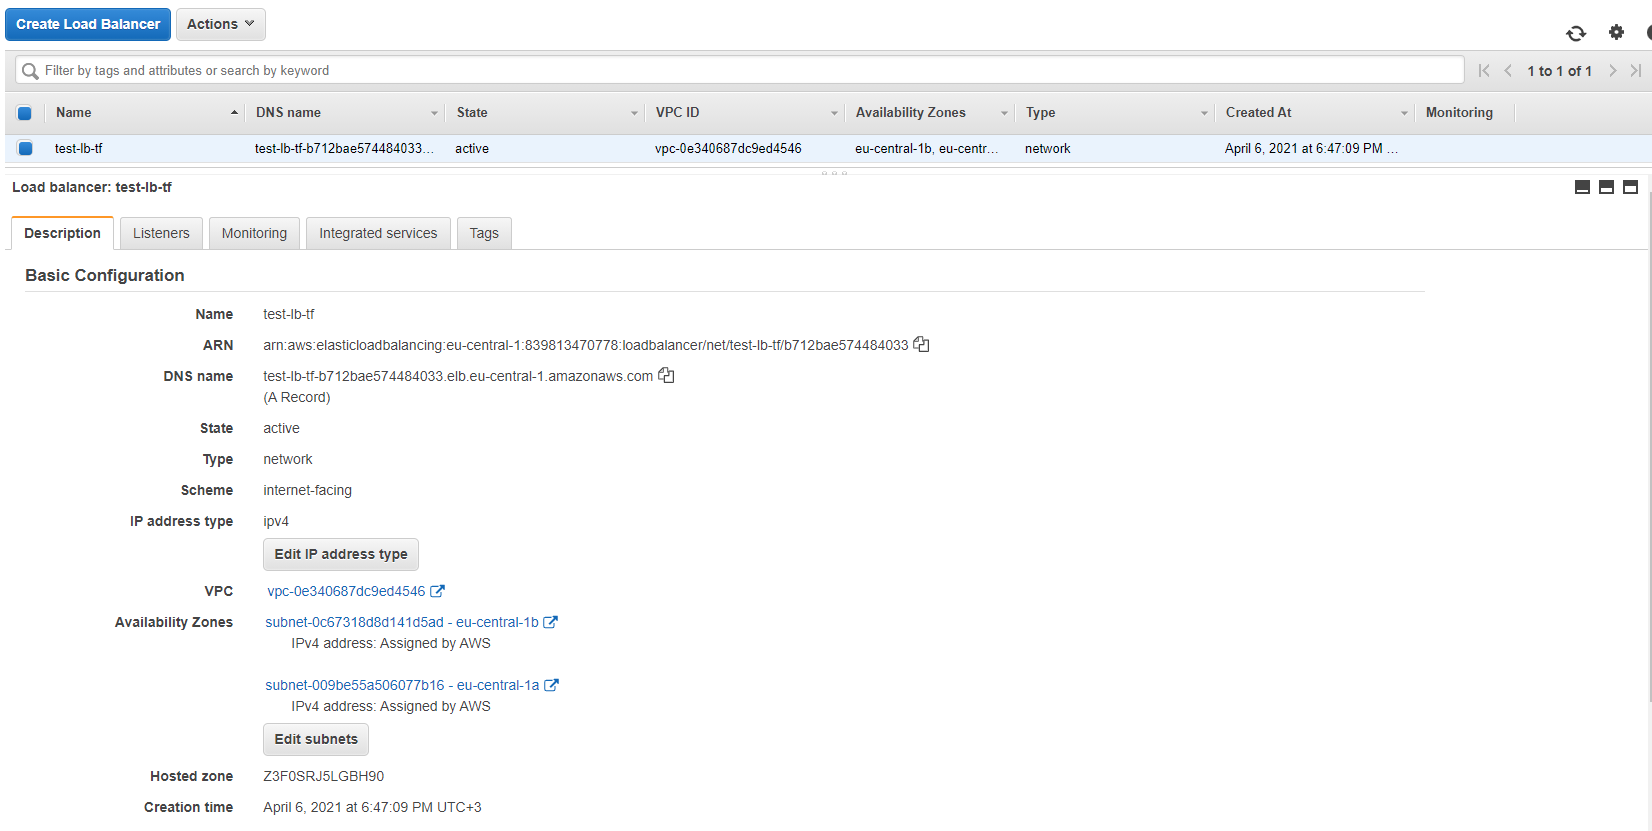 Create Load Balancer Actions
Filter by tags and attributes or search by keyword 1 to 1 of 1
Name DNS name State VPC ID Availability Zones Type Created At Monitoring
test-lb-tf test-lb-tf-b712bae574484033... active vpc-0e340687dc9ed4546 eu-central-1b, eu-centr... network April 6, 2021 at 6:47:09 PM ...
Load balancer: test-lb-tf
Description Listeners Monitoring Integrated services Tags
Basic Configuration
Name test-lb-tf
ARN arn:aws:elasticloadbalancing:eu-central-1:839813470778:loadbalancer/net/test-lb-tf/b712bae574484033
DNS name test-lb-tf-b712bae574484033.elb.eu-central-1.amazonaws.com
(A Record)
State active
Type network
Scheme internet-facing
IP address type ipv4
Edit IP address type
VPC vpc-0e340687dc9ed4546
Availability Zones subnet-0c67318d8d141d5ad - eu-central-1b
IPv4 address: Assigned by AWS
subnet-009be55a506077b16 - eu-central-1a
IPv4 address: Assigned by AWS
Edit subnets
Hosted zone Z3F0SRJ5LGBH90
Creation time April 6, 2021 at 6:47:09 PM UTC+3